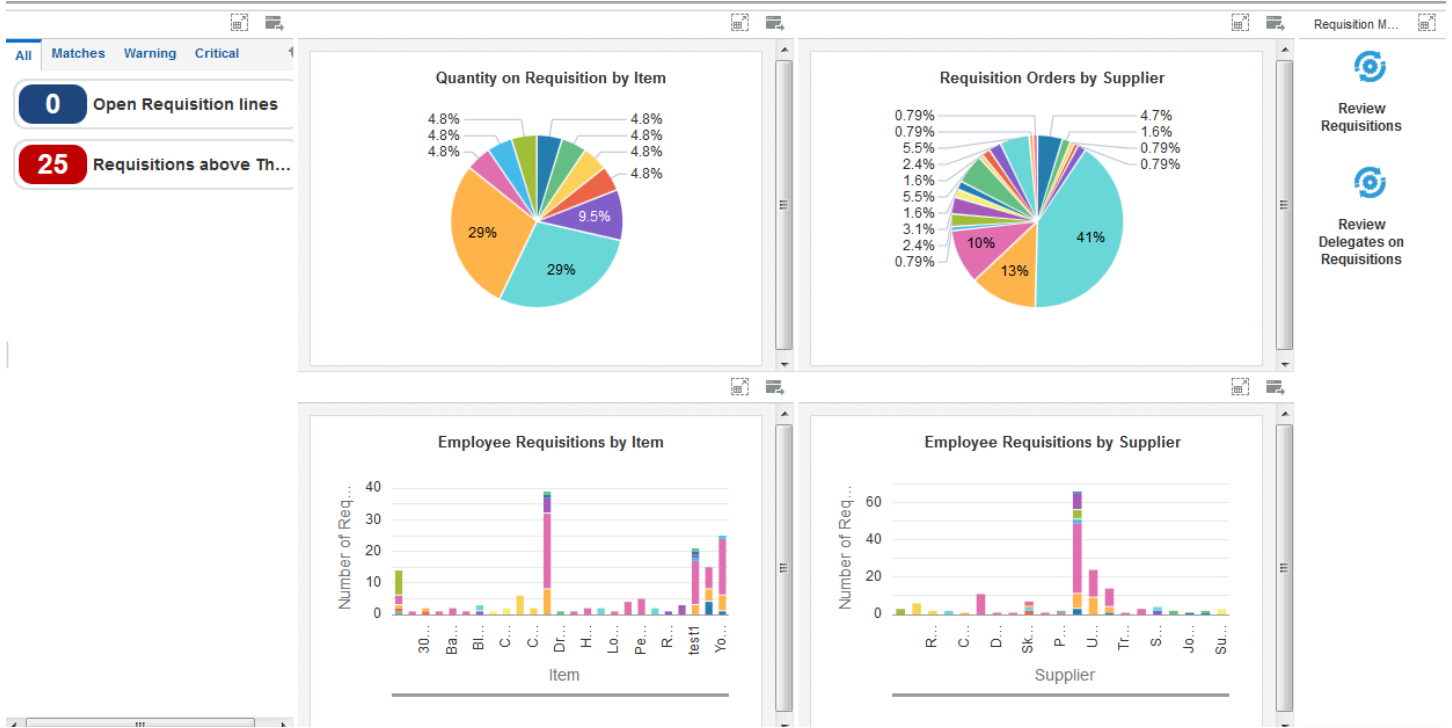 All Matches Warning Critical
0 Open Requisition lines
25 Requisitions above Th...
Quantity on Requisition by Item
4.8%
4.8%
4.8%
4.8%
4.8%
4.8%
4.8%
9.5%
29%
29%
Requisition Orders by Supplier
0.79%
0.79%
5.5%
2.4%
1.6%
5.5%
1.6%
3.1%
2.4%
0.79%
4.7%
1.6%
0.79%
0.79%
10%
13%
41%
Requisition M...
Review
Requisitions
Review
Delegates on
Requisitions
Employee Requisitions by Item
Number of Req...
40
30
20
10
0
30...
Ba...
Bl...
C...
C...
Dr...
H...
Lo...
Pe...
R...
test1
Yo...
Item
Employee Requisitions by Supplier
Number of Req...
60
40
20
0
R...
C...
D...
Sk...
P...
U...
Tr...
S...
Jo...
Su...
Supplier